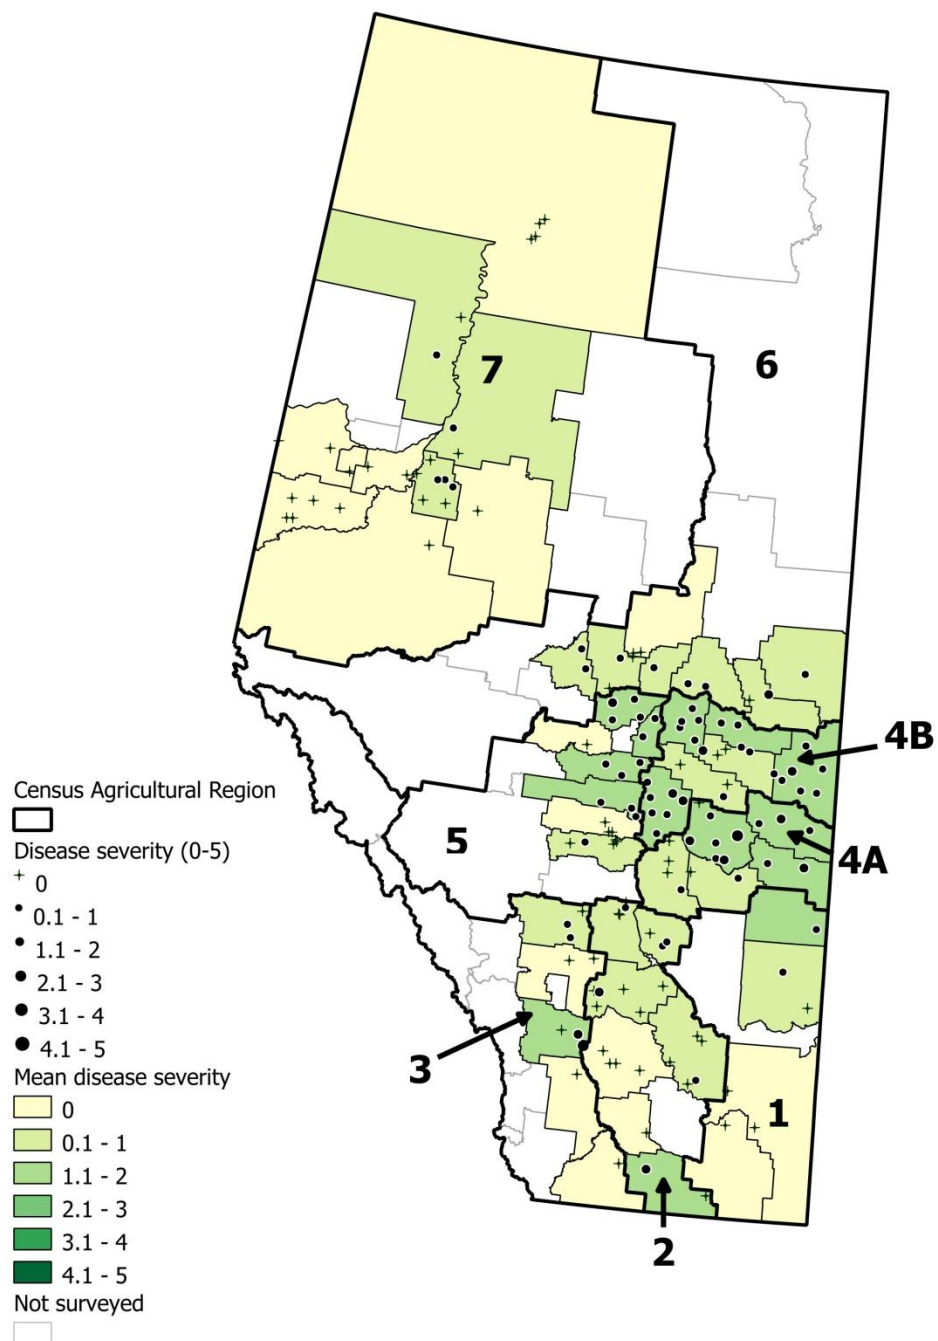 7
6
4B
5
4A
3
1
2
Census Agricultural Region
Disease severity (0-5)
0
0.1 - 1
1.1 - 2
2.1 - 3
3.1 - 4
4.1 - 5
Mean disease severity
0
0.1 - 1
1.1 - 2
2.1 - 3
3.1 - 4
4.1 - 5
Not surveyed